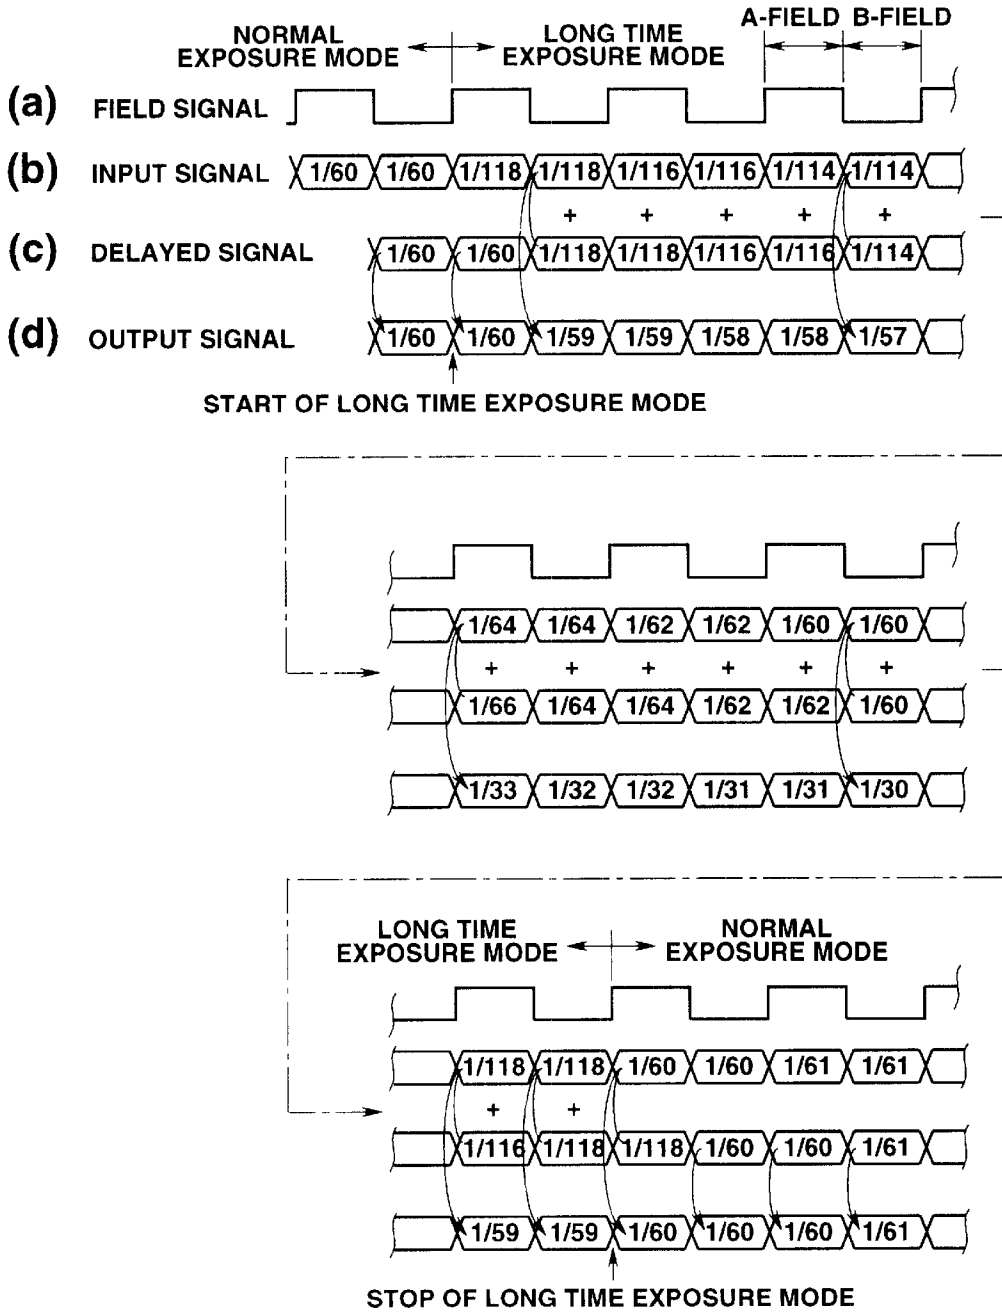 NORMAL
EXPOSURE MODE
LONG TIME
EXPOSURE MODE
A-FIELD B-FIELD
(a) FIELD SIGNAL
(b) INPUT SIGNAL 1/60 1/60 1/118 1/118 1/116 1/116 1/114 1/114
+ + + + +
(c) DELAYED SIGNAL 1/60 1/60 1/118 1/118 1/116 1/116 1/114
(d) OUTPUT SIGNAL 1/60 1/60 1/59 1/59 1/58 1/58 1/57
START OF LONG TIME EXPOSURE MODE
1/64 1/64 1/62 1/62 1/60 1/60
+ + + + + +
1/66 1/64 1/64 1/62 1/62 1/60
1/33 1/32 1/32 1/31 1/31 1/30
LONG TIME
EXPOSURE MODE
NORMAL
EXPOSURE MODE
1/118 1/118 1/60 1/60 1/61 1/61
+ +
1/116 1/118 1/118 1/60 1/60 1/61
1/59 1/59 1/60 1/60 1/60 1/61
STOP OF LONG TIME EXPOSURE MODE